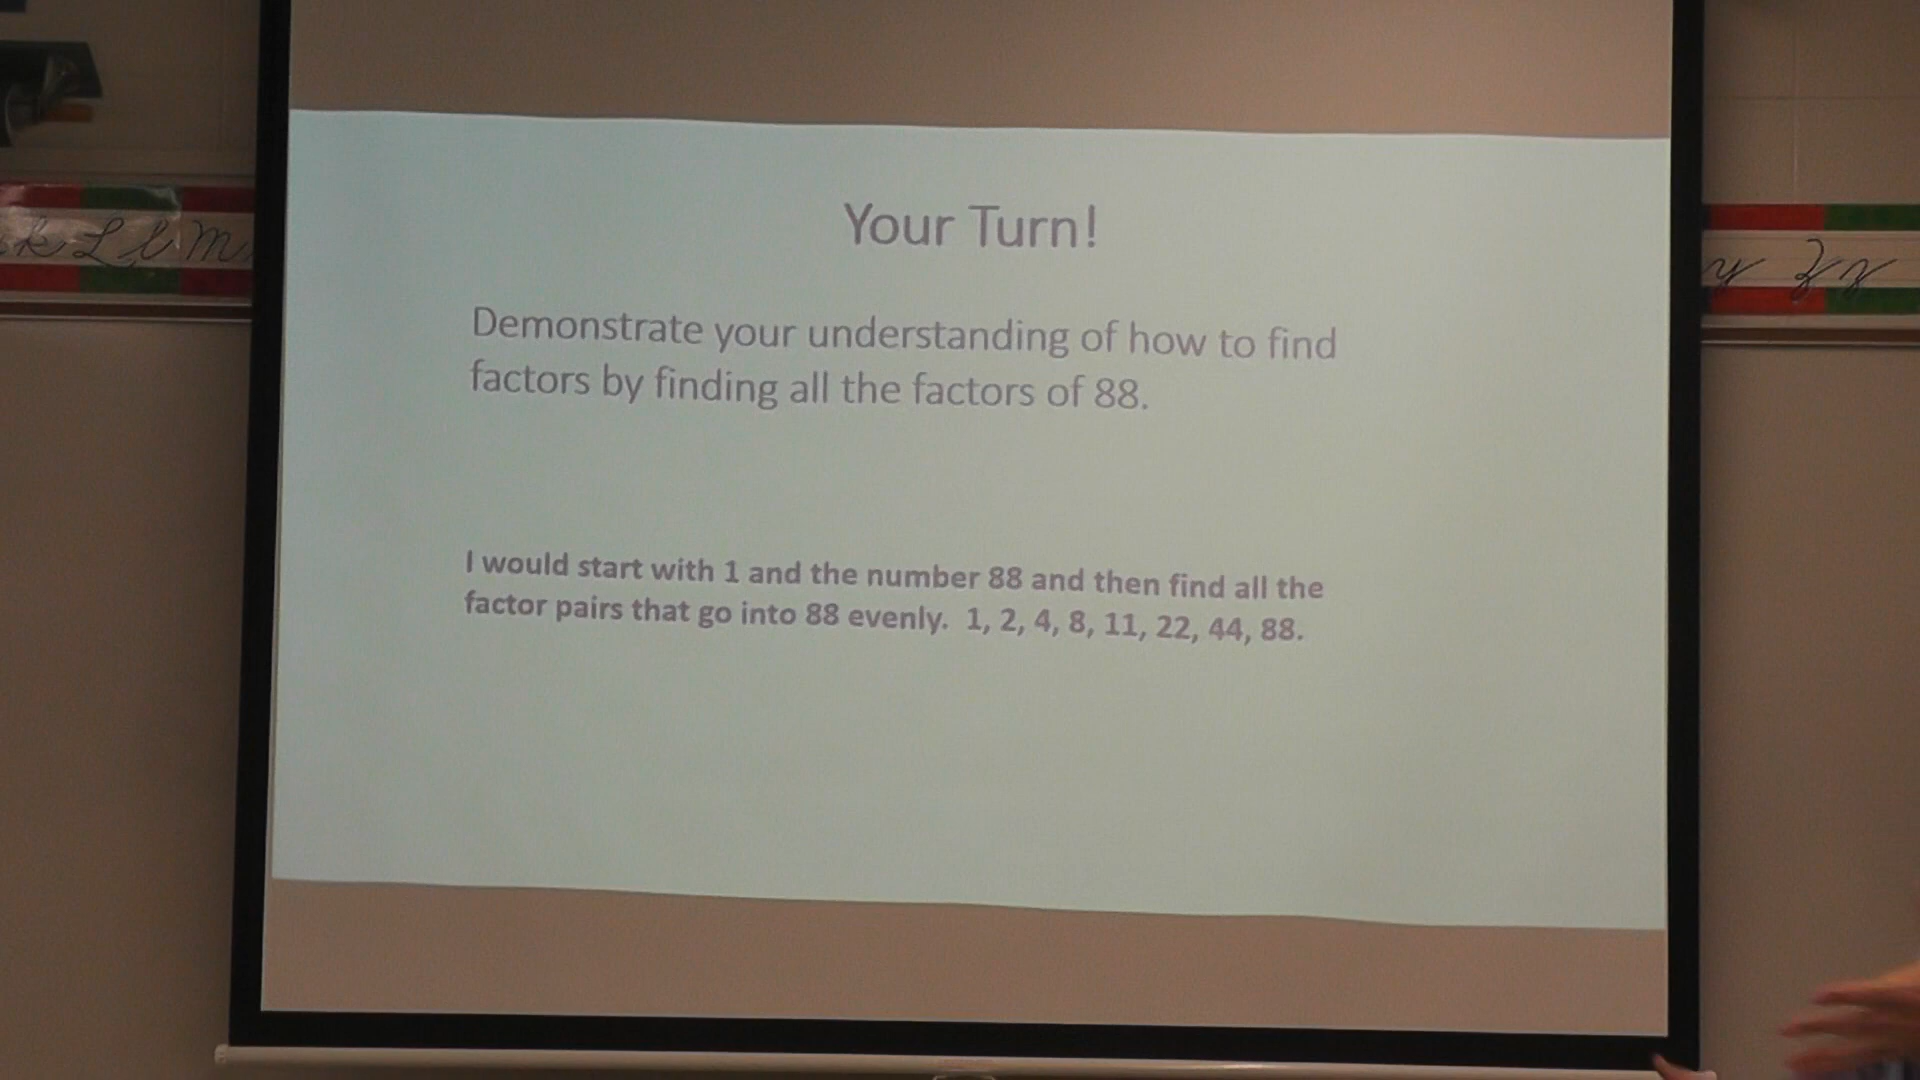 Your Turn!
Demonstrate your understanding of how to find
factors by finding all the factors of 88.
I would start with 1 and the number 88 and then find all the
factor pairs that go into 88 evenly. 1, 2, 4, 8, 11, 22, 44, 88.
k L l m
y Z z